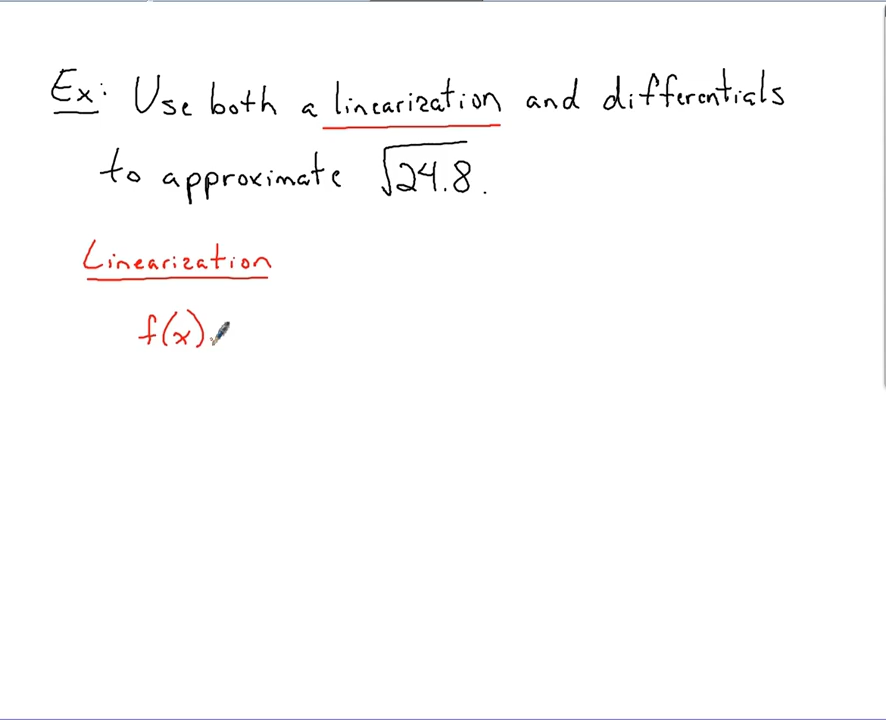 Ex: Use both a linearization and differentials
to approximate √24.8.
Linearization
f(x)